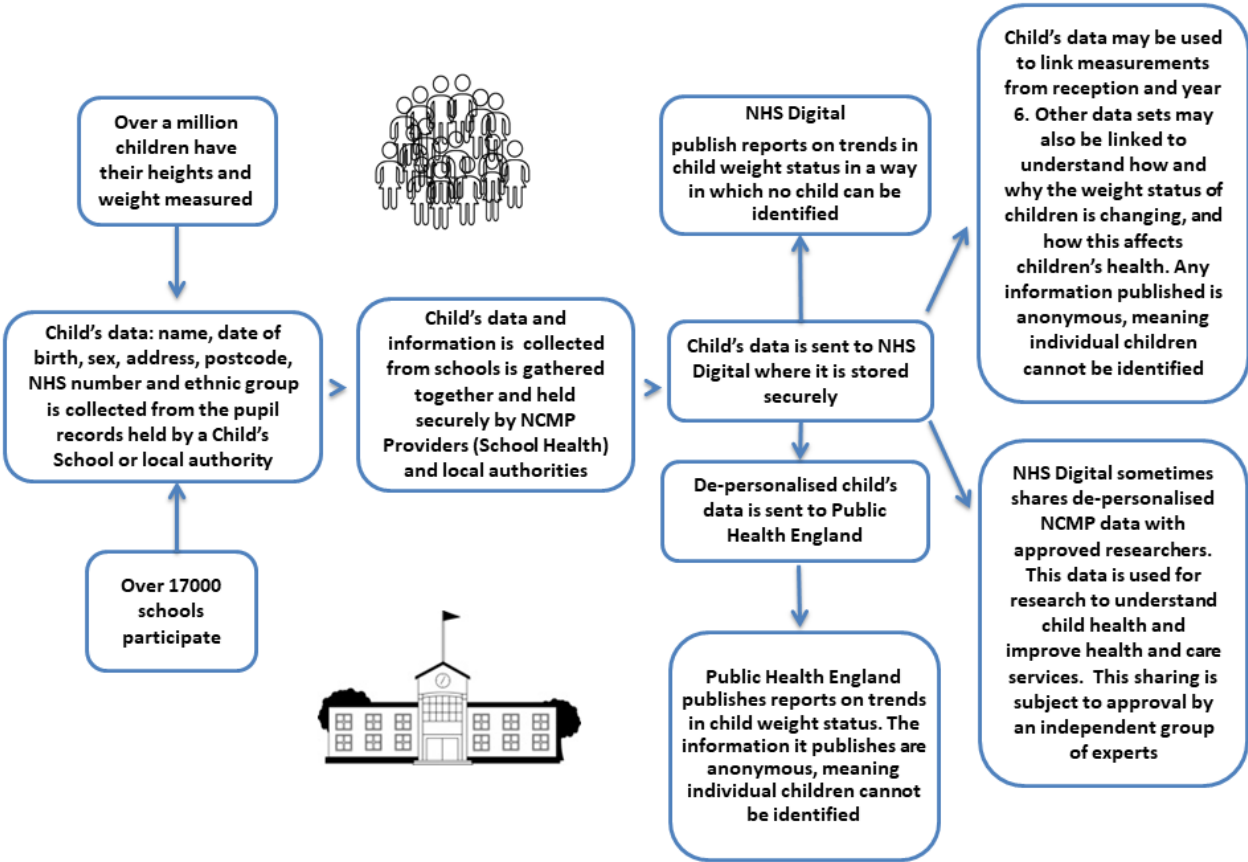 Over a million
children have
their heights and
weight measured
Child's data: name, date of
birth, sex, address, postcode,
NHS number and ethnic group
is collected from the pupil
records held by a Child's
School or local authority
Over 17000
schools
participate
Child's data and
information is  collected
from schools is gathered
together and held
securely by NCMP
Providers (School Health)
and local authorities
NHS Digital
publish reports on trends in
child weight status in a way
in which no child can be
identified
Child's data is sent to NHS
Digital where it is stored
securely
De-personalised child's
data is sent to Public
Health England
Public Health England
publishes reports on trends
in child weight status. The
information it publishes are
anonymous, meaning
individual children cannot
be identified
Child's data may be used
to link measurements
from reception and year
6. Other data sets may
also be linked to
understand how and
why the weight status of
children is changing, and
how this affects
children's health. Any
information published is
anonymous, meaning
individual children
cannot be identified
NHS Digital sometimes
shares de-personalised
NCMP data with
approved researchers.
This data is used for
research to understand
child health and
improve health and care
services.  This sharing is
subject to approval by
an independent group
of experts